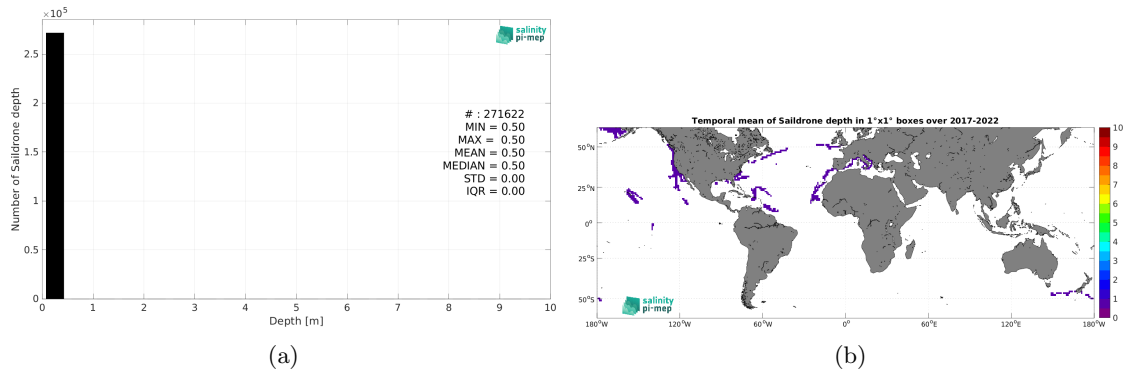 ×10⁵
2.5
2
1.5
1
0.5
0
Number of Saildrone depth
salinity
pi-mep
# : 271622
MIN = 0.50
MAX = 0.50
MEAN = 0.50
MEDIAN = 0.50
STD = 0.00
IQR = 0.00
0 1 2 3 4 5 6 7 8 9 10
Depth [m]
(a)
Temporal mean of Saildrone depth in 1°x1° boxes over 2017-2022
50°N
25°N
0°
25°S
50°S
salinity
pi-mep
180°W 120°W 60°W 0°E 60°E 120°E 180°W
10
9
8
7
6
5
4
3
2
1
0
(b)